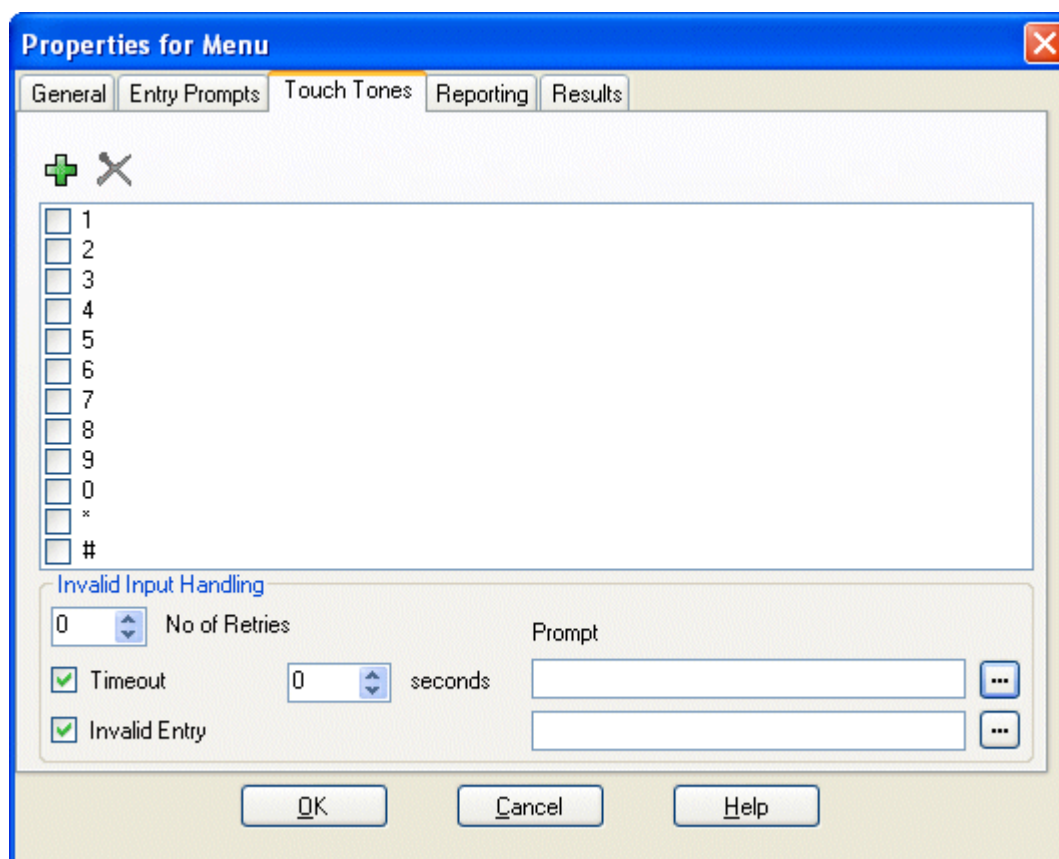 Properties for Menu
General Entry Prompts Touch Tones Reporting Results
1
2
3
4
5
6
7
8
9
0
*
#
Invalid Input Handling
0 No of Retries
Prompt
Timeout 0 seconds ...
Invalid Entry ...
OK Cancel Help